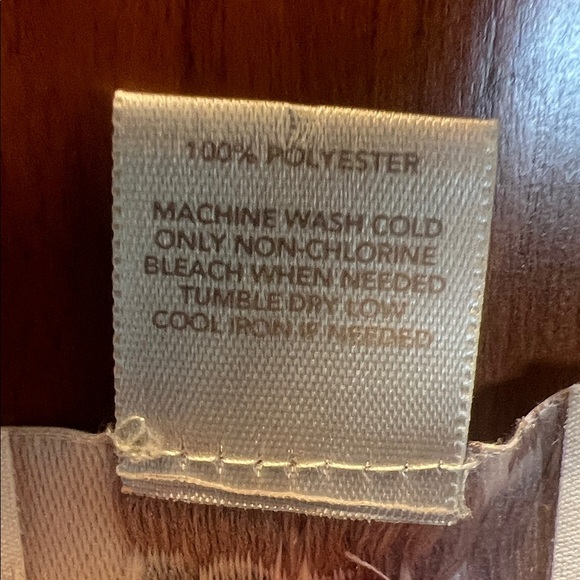 100% POLYESTER
MACHINE WASH COLD
ONLY NON-CHLORINE
BLEACH WHEN NEEDED
TUMBLE DRY LOW
COOL IRON IF NEEDED